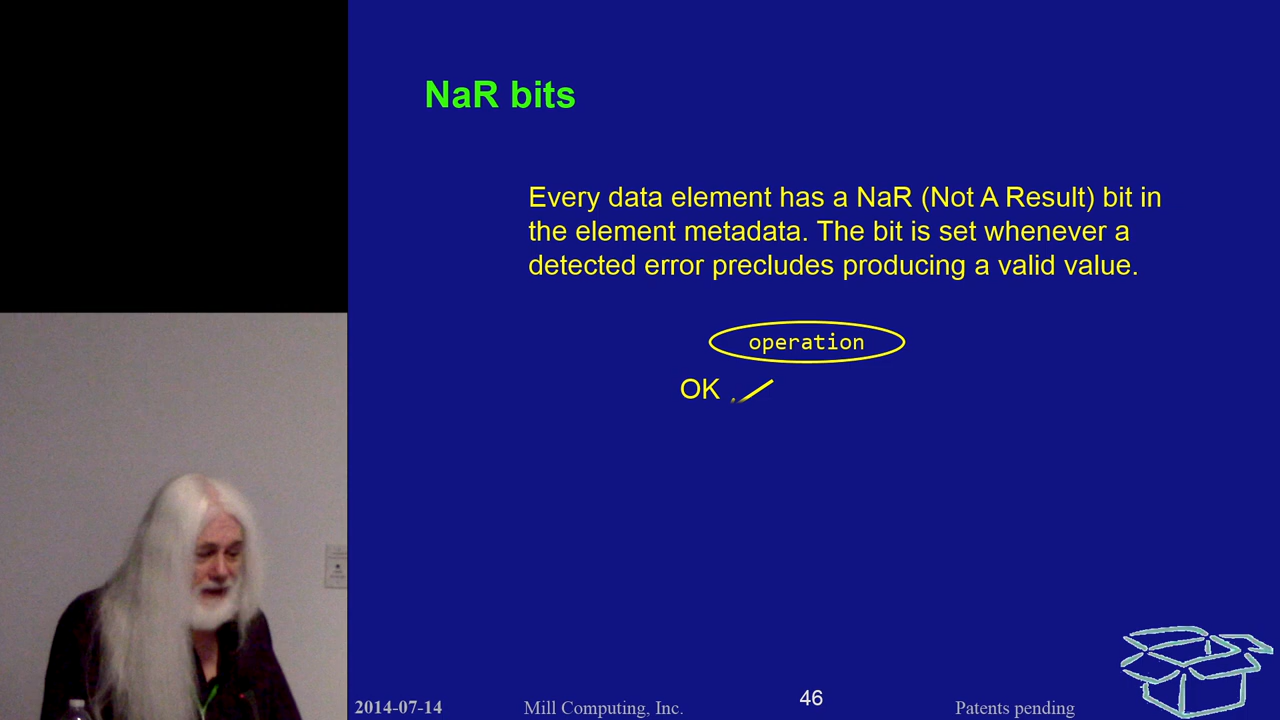 NaR bits
Every data element has a NaR (Not A Result) bit in
the element metadata. The bit is set whenever a
detected error precludes producing a valid value.
operation
OK
2014-07-14
Mill Computing, Inc.
46
Patents pending